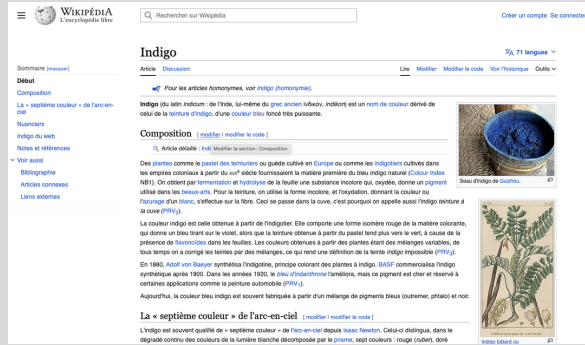 WIKIPÉDIA
L'encyclopédie libre
Rechercher sur Wikipédia
Créer un compte Se connecter
Indigo
71 langues
Article Discussion
Lire Modifier Modifier le code Voir l'historique Outils
Sommaire [masquer]
Début
Composition
La « septième couleur » de l'arc-en-
ciel
Nuanciers
Indigo du web
Notes et références
Voir aussi
Bibliographie
Articles connexes
Liens externes
Pour les articles homonymes, voir Indigo (homonymie).
Indigo (du latin indicum : de l'Inde, lui-même du grec ancien ἰνδικόν, indikón) est un nom de couleur dérivé de
celui de la teinture d'indigo, d'une couleur bleu foncé très puissante.
Composition [ modifier | modifier le code ]
Article détaillé : Indi Modifier la section : Composition
Des plantes comme le pastel des teinturiers ou guède cultivé en Europe ou comme les indigotiers cultivés dans
les empires coloniaux à partir du XVIIe siècle fournissaient la matière première du bleu indigo naturel (Colour Index
NB1). On obtient par fermentation et hydrolyse de la feuille une substance incolore qui, oxydée, donne un pigment
utilisé dans les beaux-arts. Pour la teinture, on utilise la forme incolore, et l'oxydation, donnant la couleur ou
l'azurage d'un blanc, s'effectue sur la fibre. Ceci se passe dans la cuve, c'est pourquoi on appelle aussi l'indigo teinture à
la cuve (PRV2).
La couleur indigo est celle obtenue à partir de l'indigotier. Elle comporte une forme isomère rouge de la matière colorante,
qui donne un bleu tirant sur le violet, alors que la teinture obtenue à partir du pastel tend plus vers le vert, à cause de la
présence de flavonoïdes dans les feuilles. Les couleurs obtenues à partir des plantes étant des mélanges variables, de
tous temps on a corrigé les teintes par des mélanges, ce qui rend une définition de la teinte indigo impossible (PRV3).
En 1880, Adolf von Baeyer synthétisa l'indigotine, principe colorant des plantes à indigo. BASF commercialisa l'indigo
synthétique après 1900. Dans les années 1920, le bleu d'indanthrone l'améliora, mais ce pigment est cher et réservé à
certaines applications comme la peinture automobile (PRV1).
Aujourd'hui, la couleur bleu indigo est souvent fabriquée à partir d'un mélange de pigments bleus (outremer, phtalo) et noir.
La « septième couleur » de l'arc-en-ciel [ modifier | modifier le code ]
L'indigo est souvent qualifié de « septième couleur » de l'arc-en-ciel depuis Isaac Newton. Celui-ci distingua, dans le
dégradé continu des couleurs de la lumière blanche décomposée par le prisme, sept couleurs : rouge (ruber), doré
Seau d'indigo de Guizhou.
Indigo bâtard ou